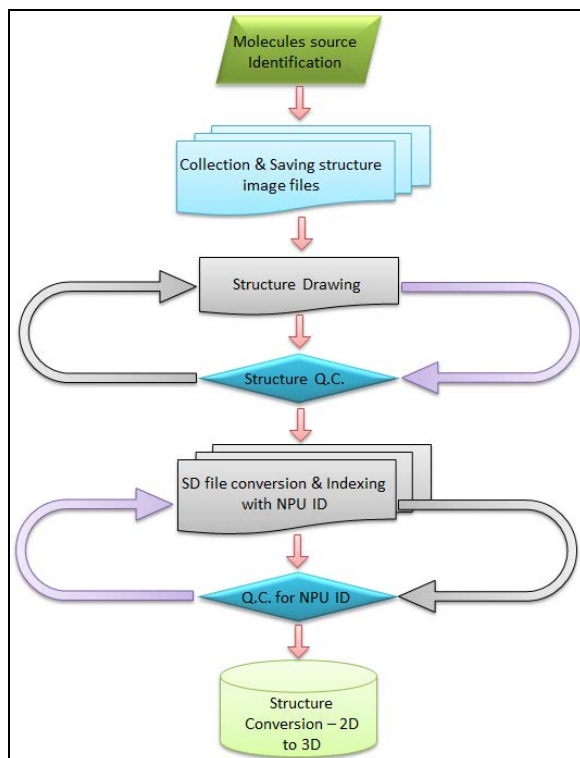 Molecules source
Identification
Collection & Saving structure
image files
Structure Drawing
Structure Q.C.
SD file conversion & Indexing
with NPU ID
Q.C. for NPU ID
Structure
Conversion – 2D
to 3D